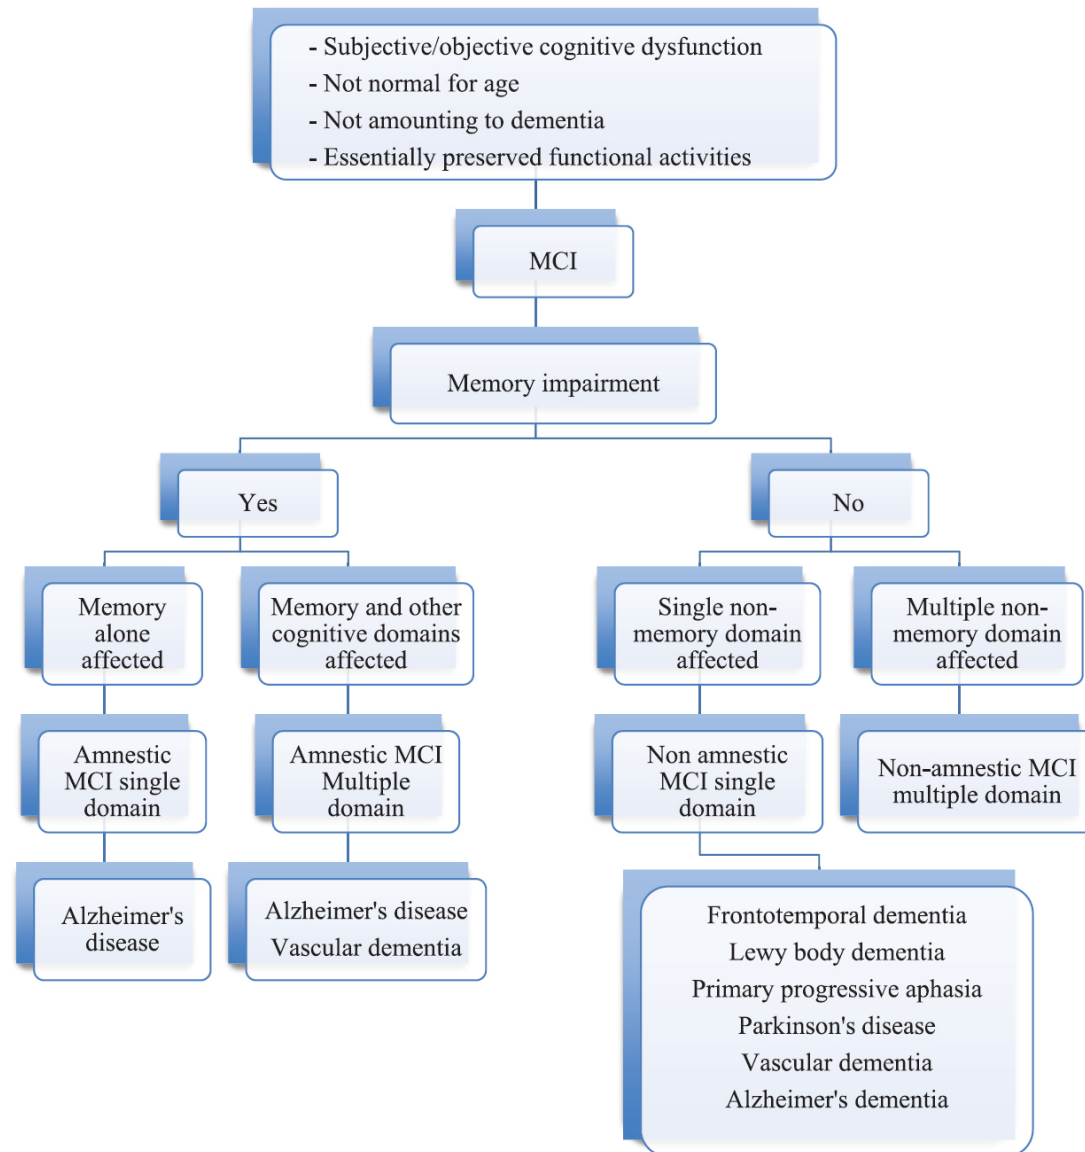 - Subjective/objective cognitive dysfunction
- Not normal for age
- Not amounting to dementia
- Essentially preserved functional activities
MCI
Memory impairment
Yes
No
Memory
alone
affected
Memory and other
cognitive domains
affected
Single non-
memory domain
affected
Multiple non-
memory domain
affected
Amnestic
MCI single
domain
Amnestic MCI
Multiple
domain
Non amnestic
MCI single
domain
Non-amnestic MCI
multiple domain
Alzheimer's
disease
Alzheimer's disease
Vascular dementia
Frontotemporal dementia
Lewy body dementia
Primary progressive aphasia
Parkinson's disease
Vascular dementia
Alzheimer's dementia